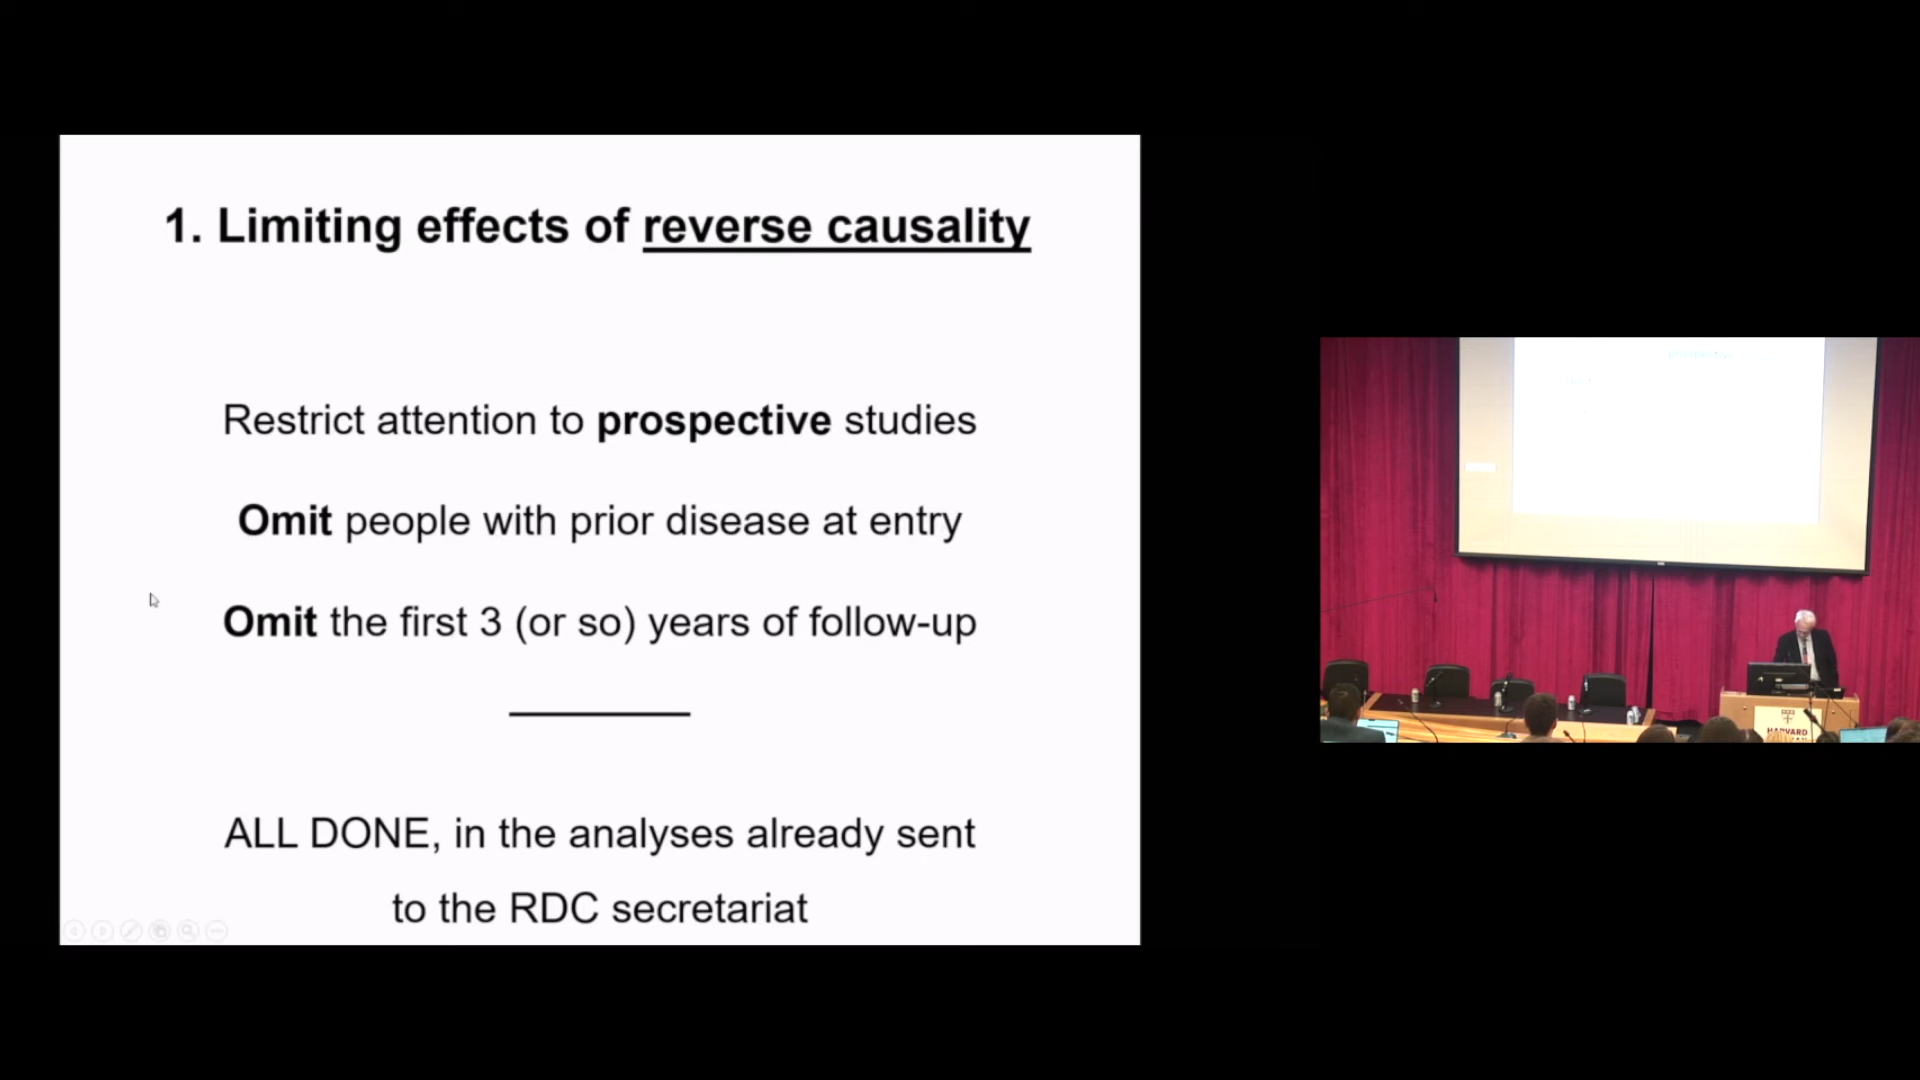 1. Limiting effects of reverse causality
Restrict attention to prospective studies
Omit people with prior disease at entry
Omit the first 3 (or so) years of follow-up
ALL DONE, in the analyses already sent
to the RDC secretariat
HARVARD